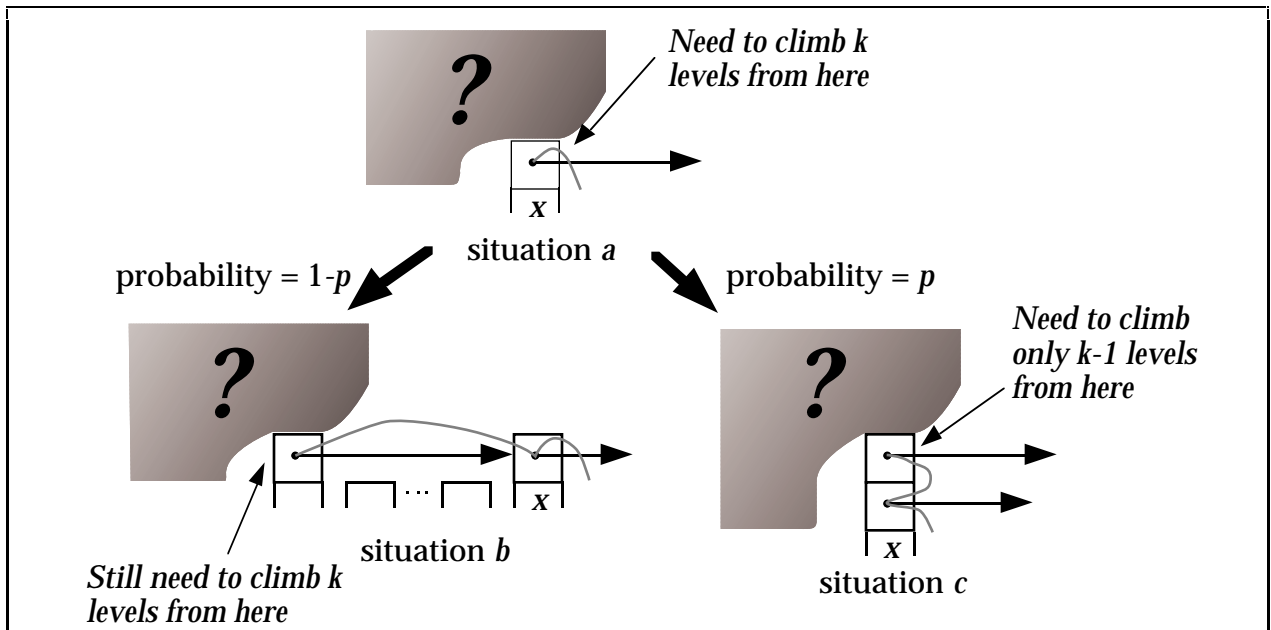 Need to climb k
levels from here
?
x
situation a
probability = 1-p
probability = p
?
Still need to climb k
levels from here
...
x
situation b
?
Need to climb
only k-1 levels
from here
x
situation c